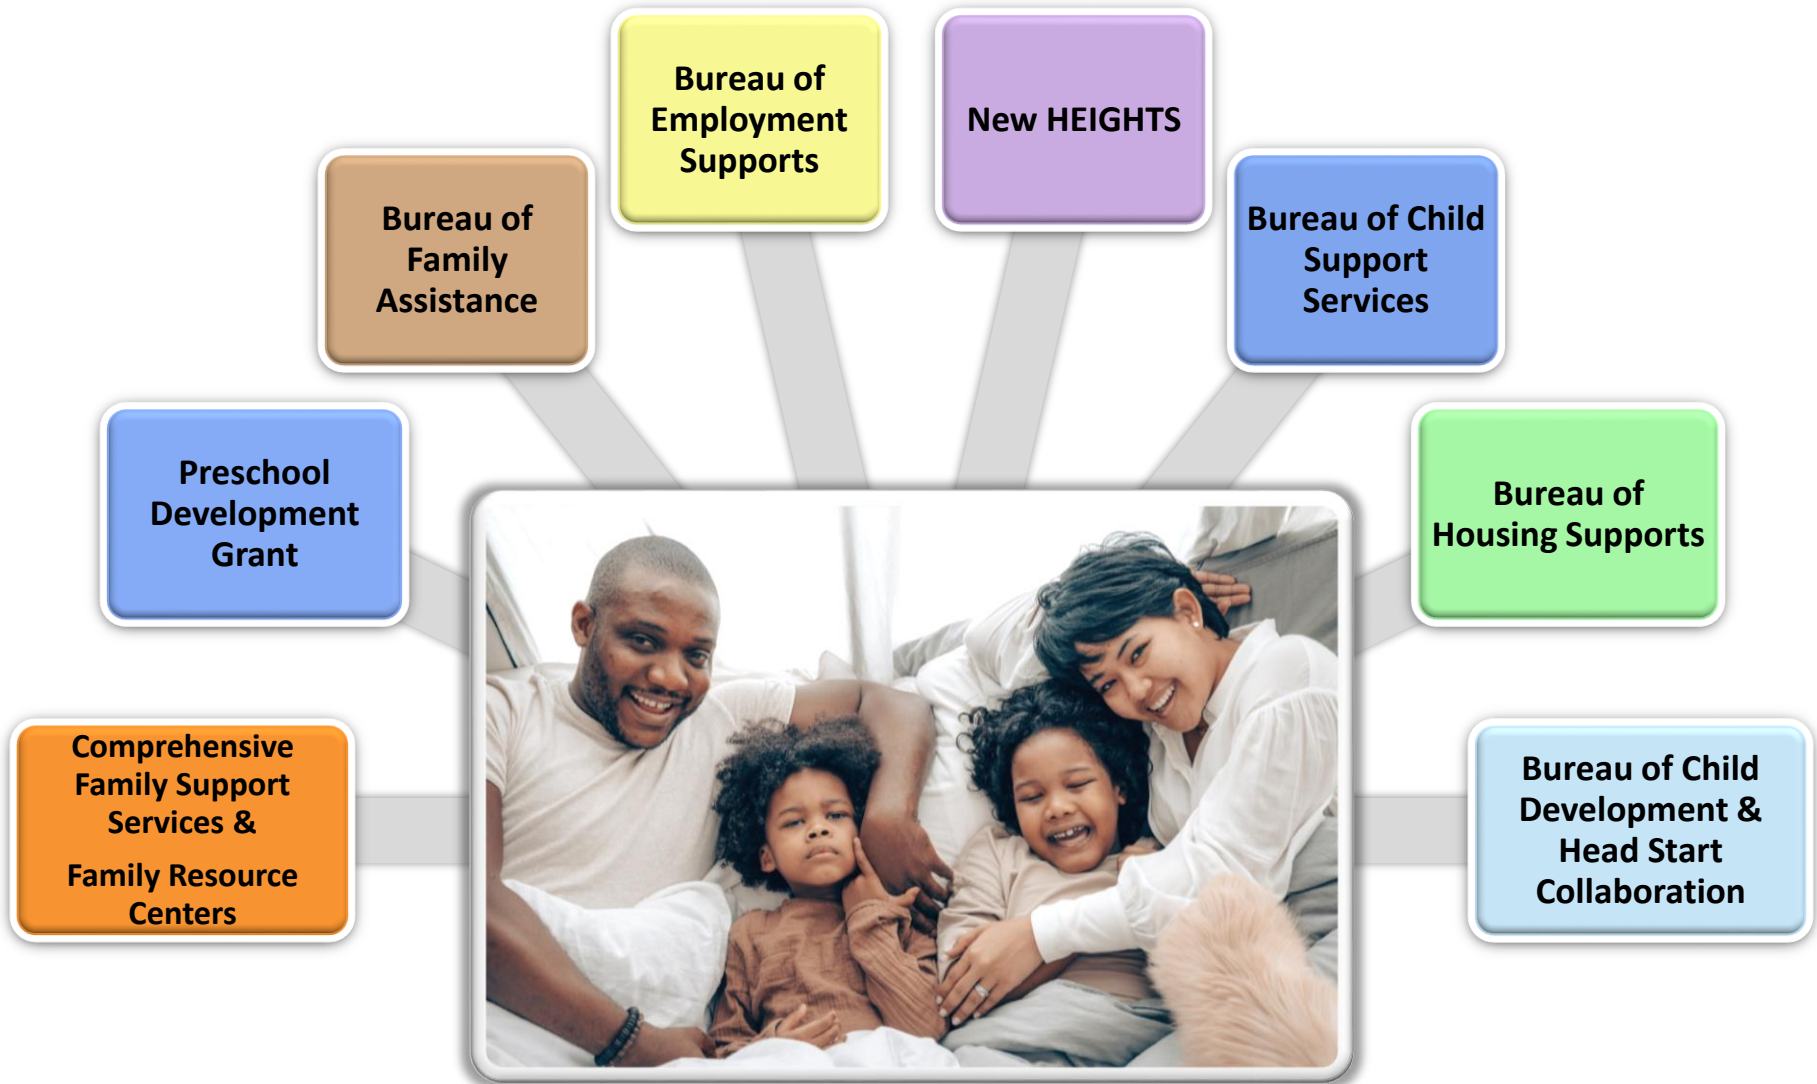 Bureau of
Employment
Supports
New HEIGHTS
Bureau of
Family
Assistance
Bureau of Child
Support
Services
Preschool
Development
Grant
Bureau of
Housing Supports
Comprehensive
Family Support
Services &
Family Resource
Centers
Bureau of Child
Development &
Head Start
Collaboration